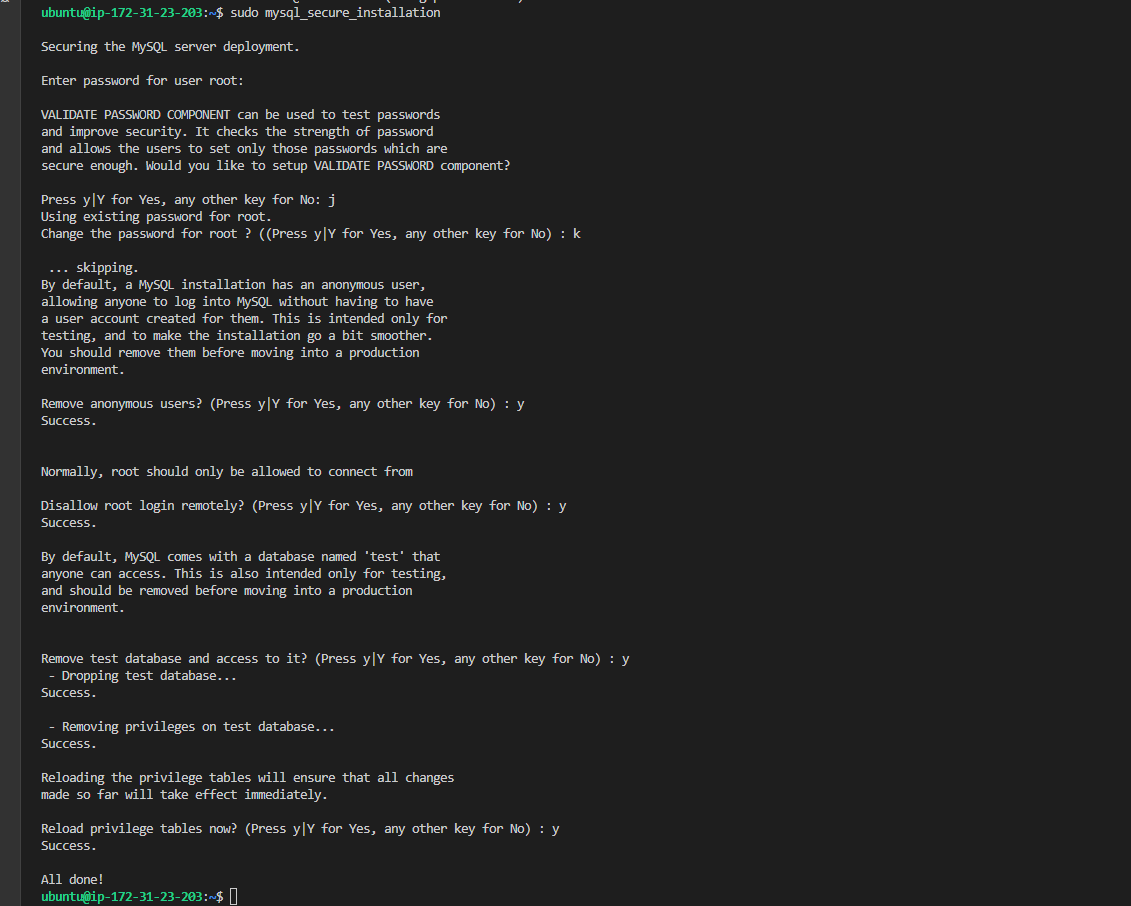 ubuntu@ip-172-31-23-203:~$ sudo mysql_secure_installation
Securing the MySQL server deployment.
Enter password for user root:
VALIDATE PASSWORD COMPONENT can be used to test passwords
and improve security. It checks the strength of password
and allows the users to set only those passwords which are
secure enough. Would you like to setup VALIDATE PASSWORD component?
Press y|Y for Yes, any other key for No: j
Using existing password for root.
Change the password for root ? ((Press y|Y for Yes, any other key for No) : k
... skipping.
By default, a MySQL installation has an anonymous user,
allowing anyone to log into MySQL without having to have
a user account created for them. This is intended only for
testing, and to make the installation go a bit smoother.
You should remove them before moving into a production
environment.
Remove anonymous users? (Press y|Y for Yes, any other key for No) : y
Success.
Normally, root should only be allowed to connect from
Disallow root login remotely? (Press y|Y for Yes, any other key for No) : y
Success.
By default, MySQL comes with a database named 'test' that
anyone can access. This is also intended only for testing,
and should be removed before moving into a production
environment.
Remove test database and access to it? (Press y|Y for Yes, any other key for No) : y
- Dropping test database...
Success.
- Removing privileges on test database...
Success.
Reloading the privilege tables will ensure that all changes
made so far will take effect immediately.
Reload privilege tables now? (Press y|Y for Yes, any other key for No) : y
Success.
All done!
ubuntu@ip-172-31-23-203:~$